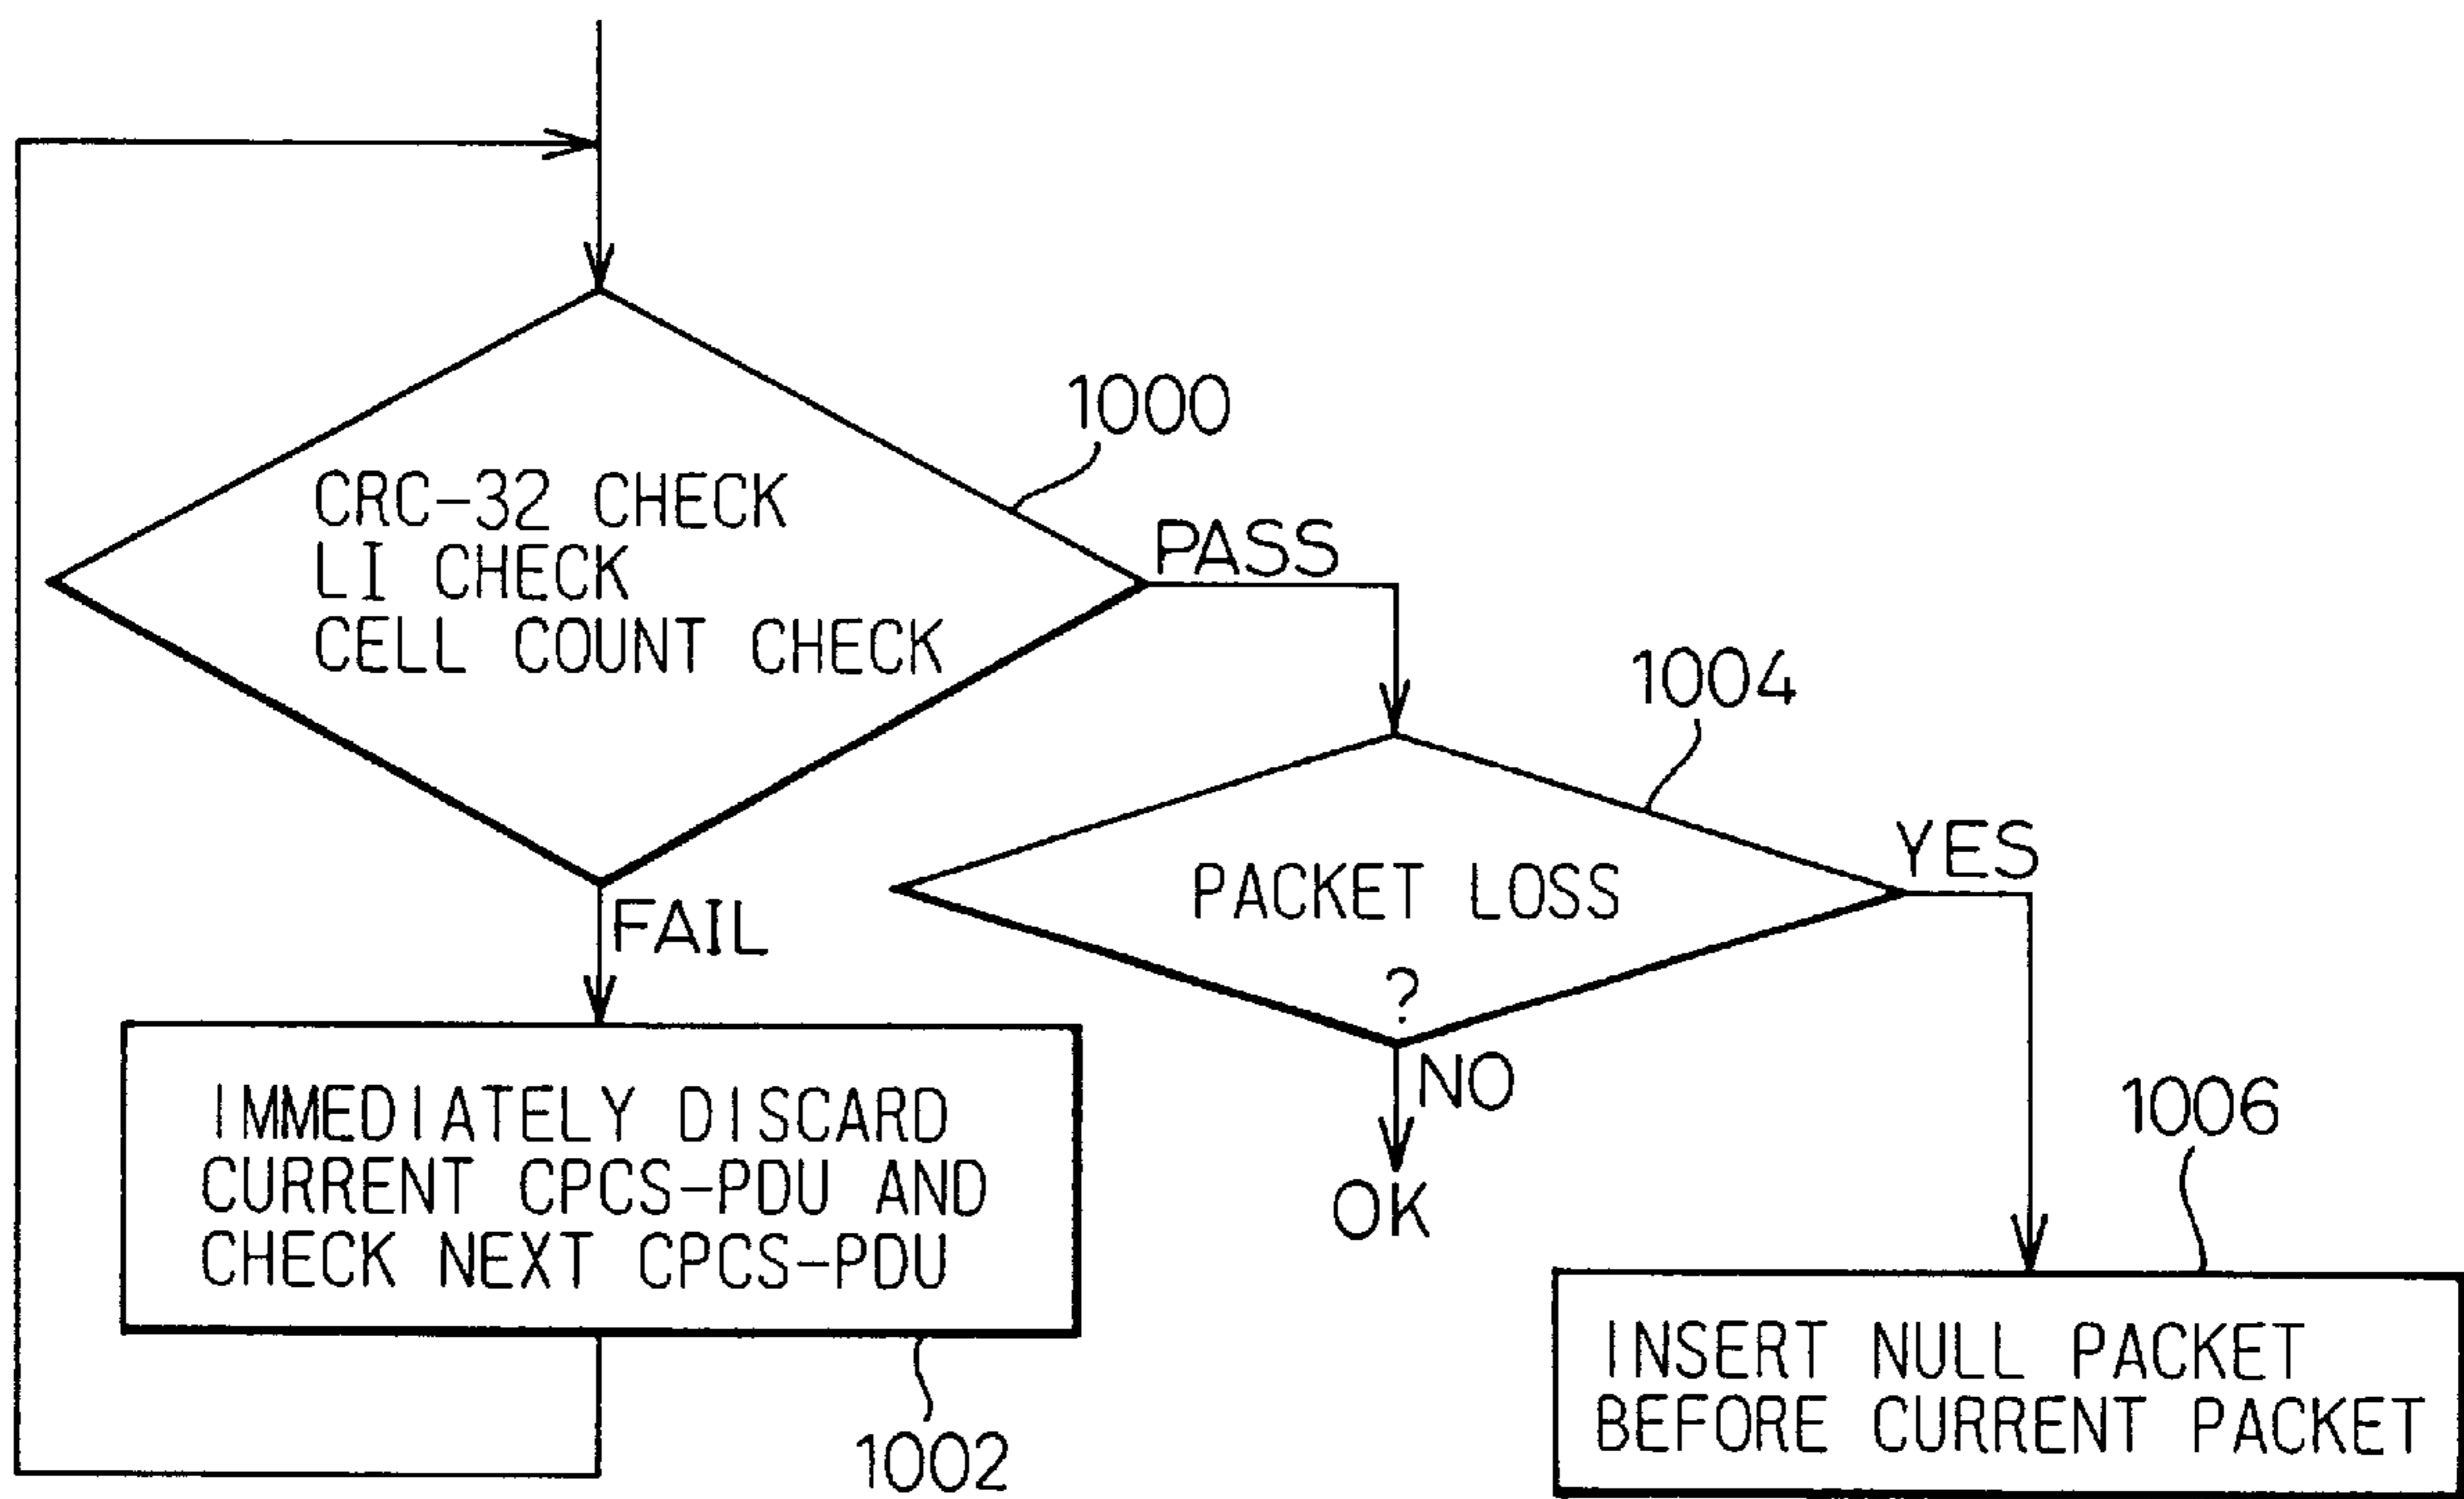 1000
CRC-32 CHECK
LI CHECK
CELL COUNT CHECK
PASS
FAIL
1004
PACKET LOSS
?
YES
NO
OK
IMMEDIATELY DISCARD
CURRENT CPCS-PDU AND
CHECK NEXT CPCS-PDU
1002
1006
INSERT NULL PACKET
BEFORE CURRENT PACKET